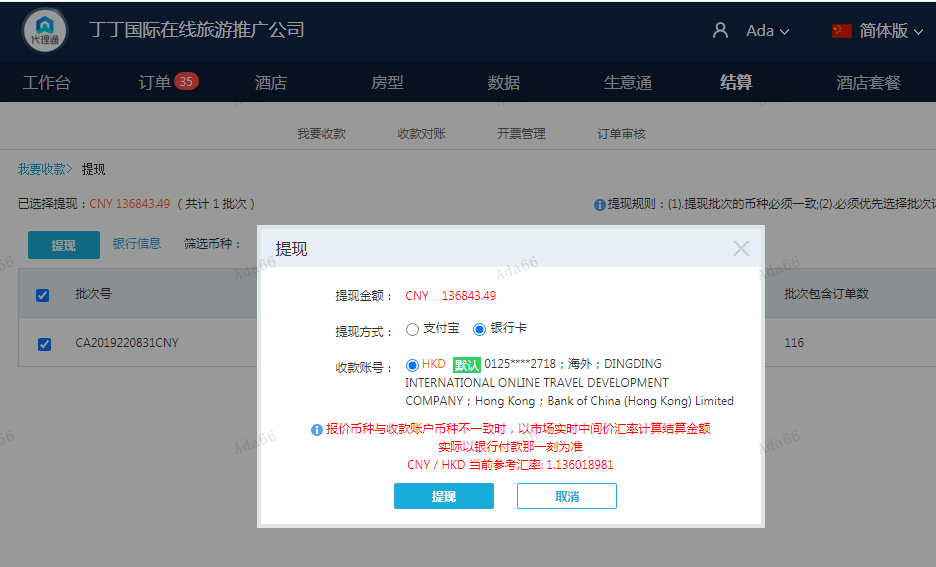 代理通
丁丁国际在线旅游推广公司
Ada
简体版
工作台
订单 35
酒店
房型
数据
生意通
结算
酒店套餐
我要收款
收款对账
开票管理
订单审核
我要收款> 提现
已选择提现：CNY 136843.49 （ 共计 1 批次 ）
提现规则：(1).提现批次的币种必须一致;(2).必须优先选择批次
提现
银行信息
筛选币种：
批次号
批次包含订单数
CA2019220831CNY
116
提现
提现金额： CNY 136843.49
提现方式： 支付宝 银行卡
收款账号： HKD 默认 0125****2718；海外；DINGDING
INTERNATIONAL ONLINE TRAVEL DEVELOPMENT
COMPANY；Hong Kong；Bank of China (Hong Kong) Limited
报价币种与收款账户币种不一致时，以市场实时中间价汇率计算结算金额
实际以银行付款那一刻为准
CNY / HKD 当前参考汇率: 1.136018981
提现
取消
Ada66
Ada66
Ada66
Ada66
Ada66